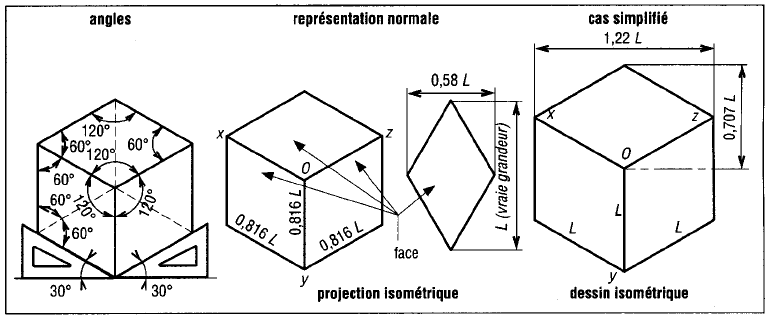 angles
120°
60°
60°
120°
60°
60°
120°
120°
60°
30°
30°
représentation normale
x
z
O
0,816 L
0,816 L
0,816 L
y
face
0,58 L
L (vraie grandeur)
projection isométrique
cas simplifié
1,22 L
x
z
0,707 L
O
L
L
L
y
dessin isométrique